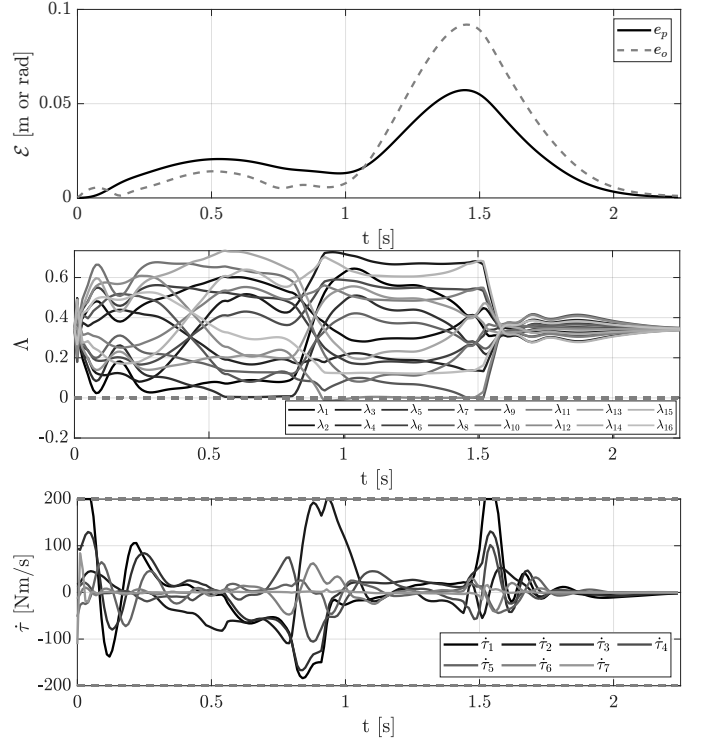 0.1
0.05
0
ℰ [m or rad]
e_p
e_o
0 0.5 1 1.5 2
t [s]
0.6
0.4
0.2
0
-0.2
Λ
λ_1 λ_3 λ_5 λ_7 λ_9 λ_11 λ_13 λ_15
λ_2 λ_4 λ_6 λ_8 λ_10 λ_12 λ_14 λ_16
0 0.5 1 1.5 2
t [s]
200
100
0
-100
-200
τ̇ [Nm/s]
τ̇_1 τ̇_2 τ̇_3 τ̇_4
τ̇_5 τ̇_6 τ̇_7
0 0.5 1 1.5 2
t [s]